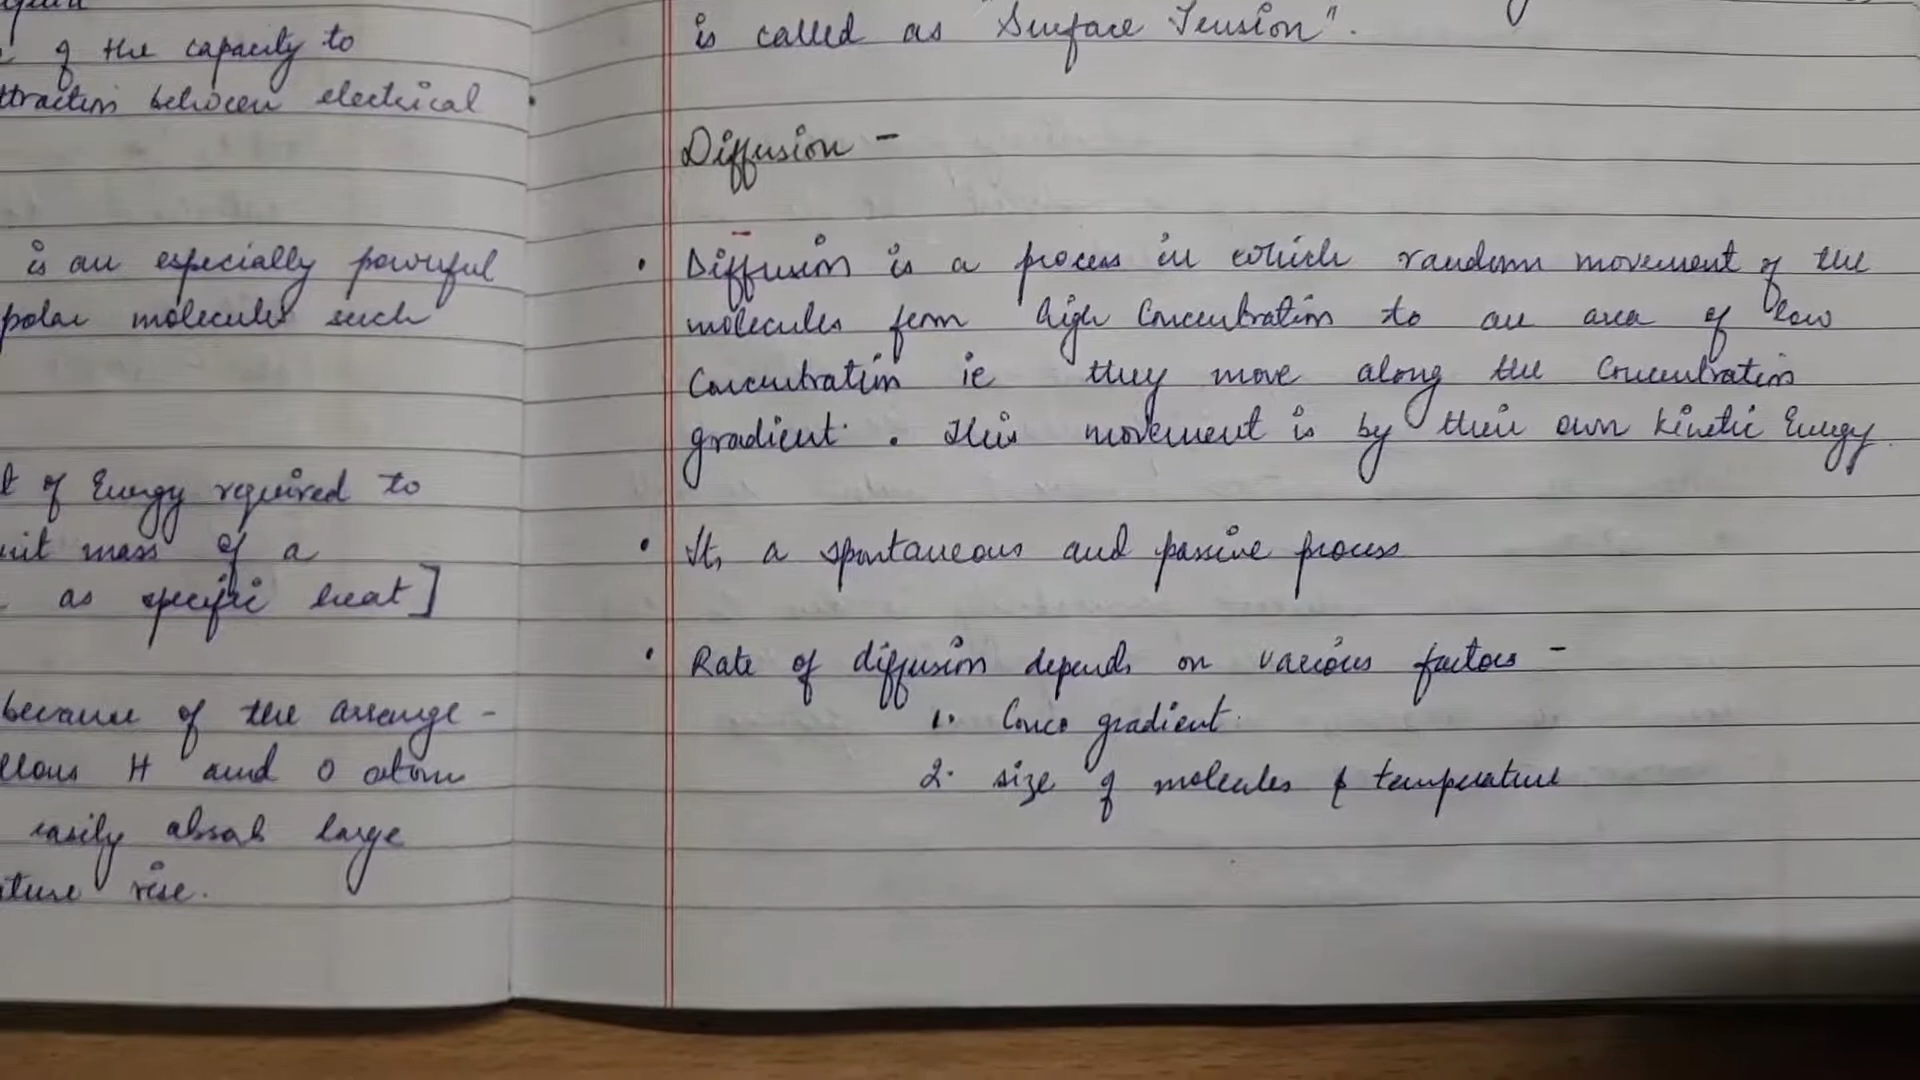 of the capacity to
ttraction between electrical
is an especially powerful
polar molecules such
t of Energy required to
unit mass of a
as specific heat]
because of the arrange -
H and O atom
easily absorb large
ature rise.
is called as "Surface Tension".
Diffusion -
• Diffusion is a process in which random movement of the
molecules from high Concentration to an area of low
Concentration ie they move along the Concentration
gradient. This movement is by their own kinetic Energy.
• Its a spontaneous and passive process
• Rate of diffusion depends on various factors -
1. Conc. gradient.
2. size of molecules & temperature